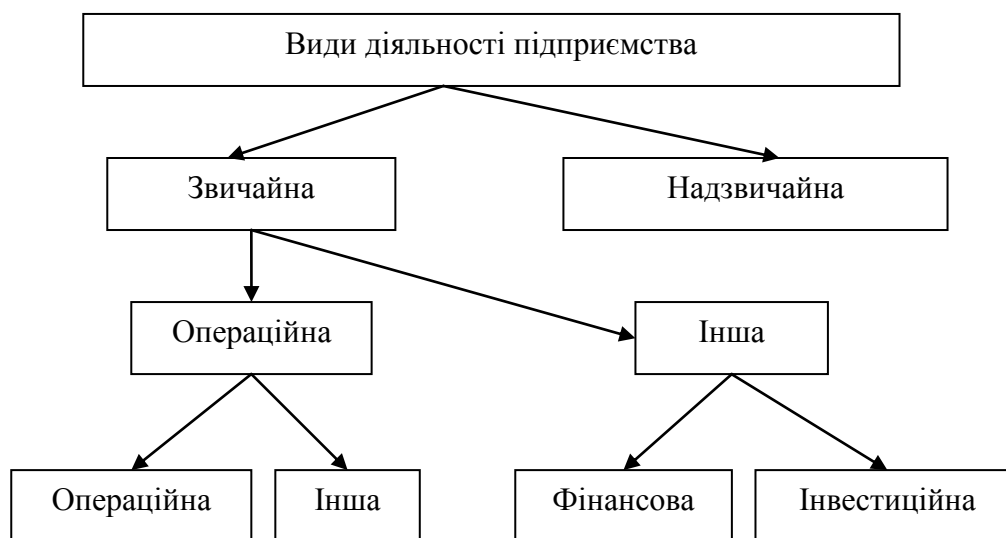 Види діяльності підприємства
Звичайна
Надзвичайна
Операційна
Інша
Операційна
Інша
Фінансова
Інвестиційна